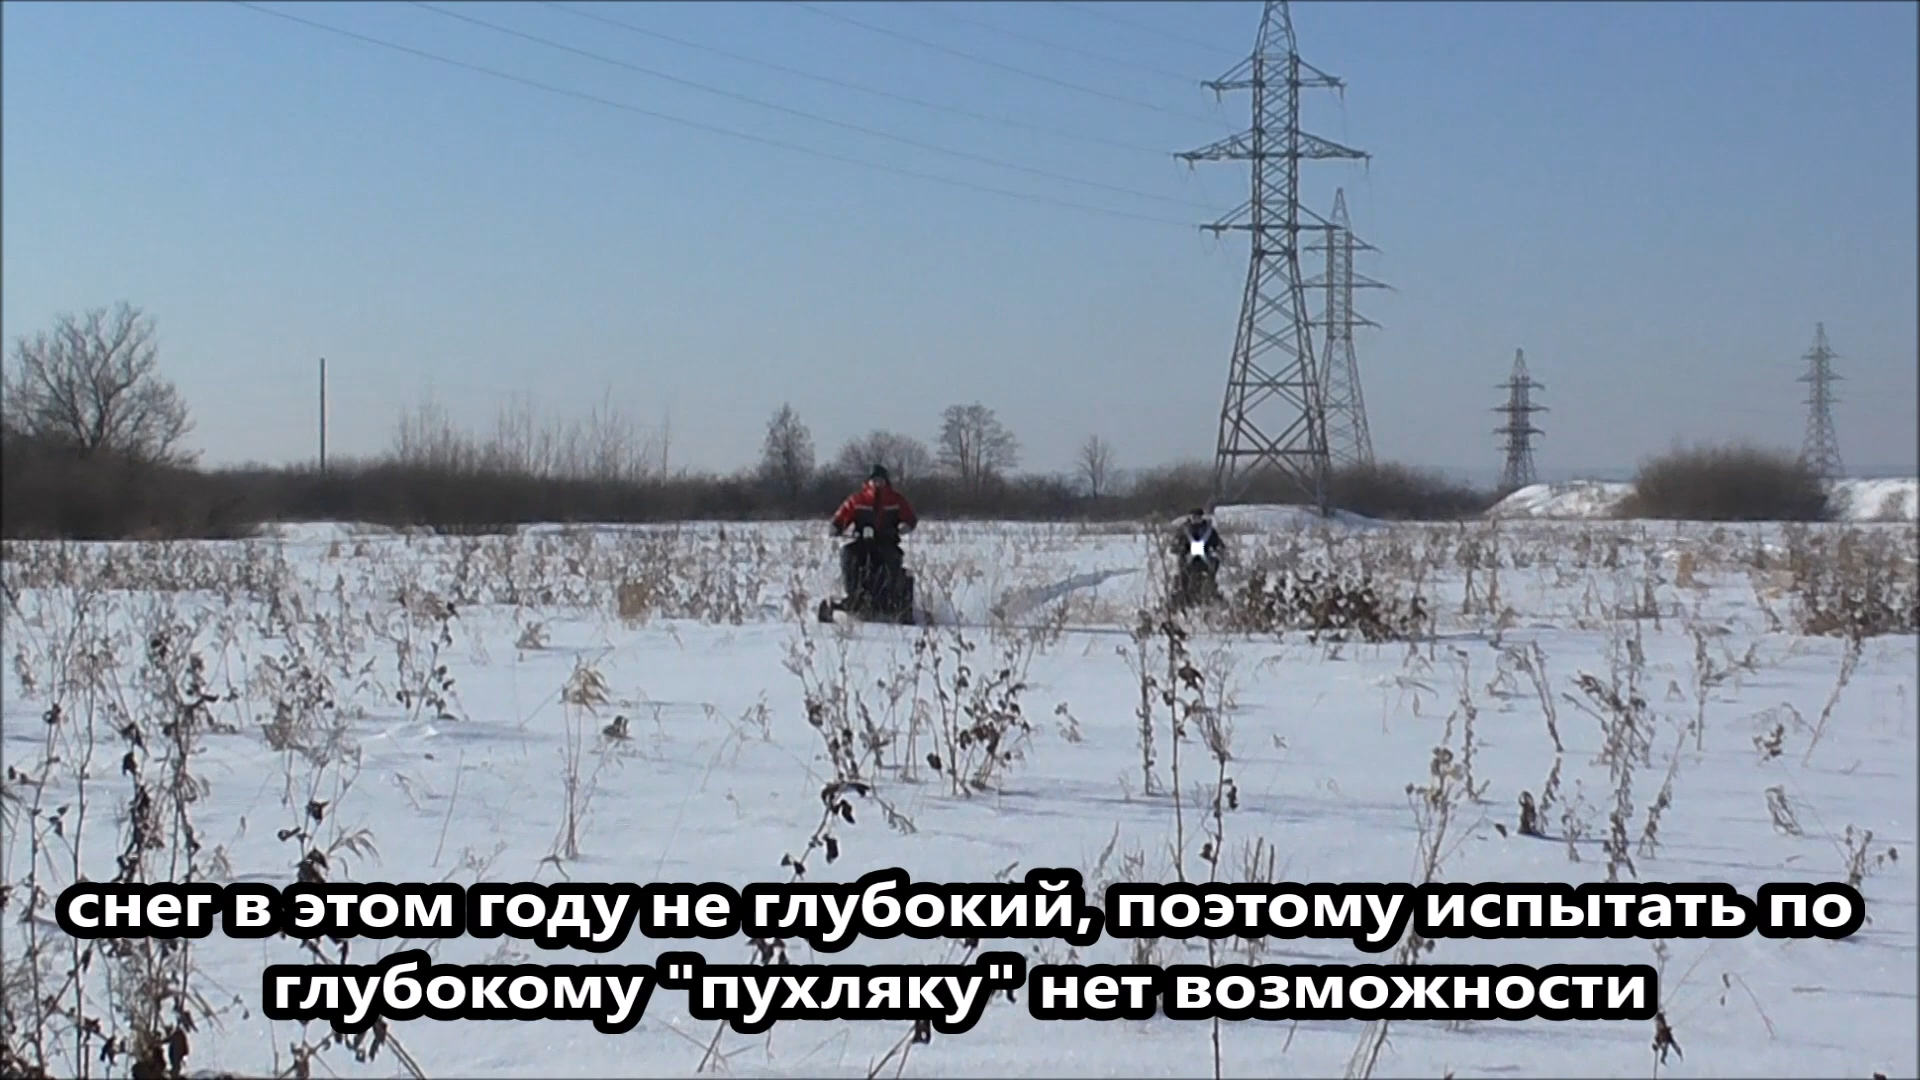 снег в этом году не глубокий, поэтому испытать по
глубокому "пухляку" нет возможности